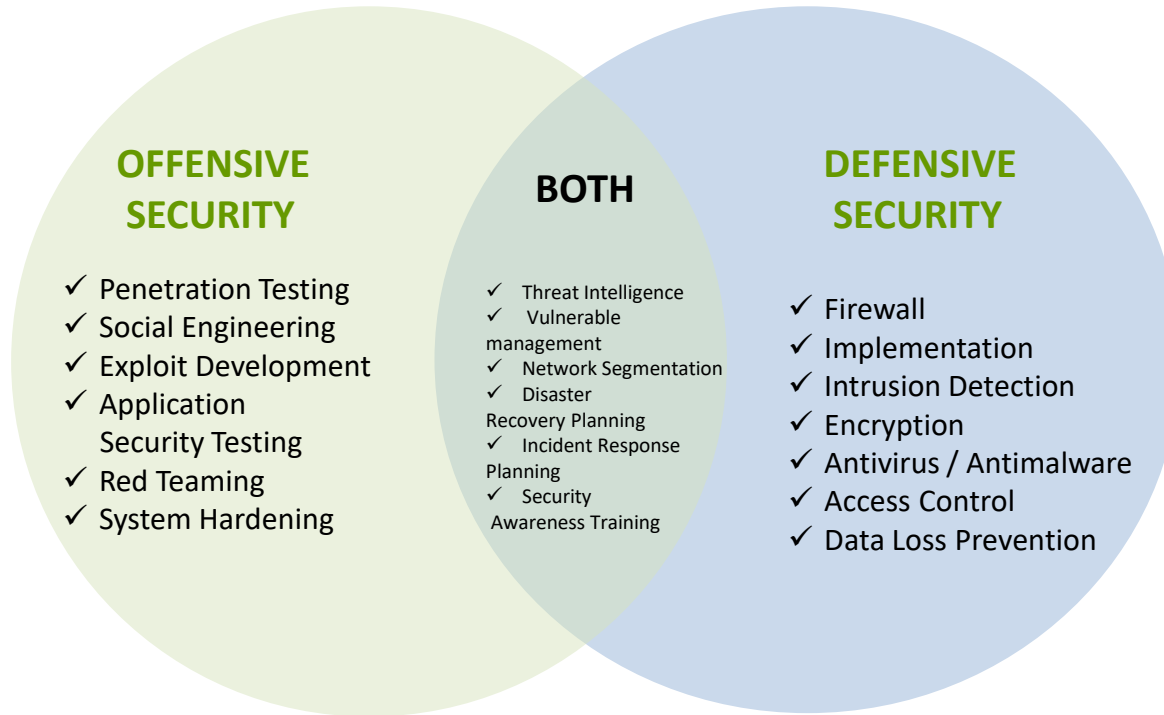 OFFENSIVE
SECURITY
✓ Penetration Testing
✓ Social Engineering
✓ Exploit Development
✓ Application
Security Testing
✓ Red Teaming
✓ System Hardening
BOTH
✓ Threat Intelligence
✓ Vulnerable
management
✓ Network Segmentation
✓ Disaster
Recovery Planning
✓ Incident Response
Planning
✓ Security
Awareness Training
DEFENSIVE
SECURITY
✓ Firewall
✓ Implementation
✓ Intrusion Detection
✓ Encryption
✓ Antivirus / Antimalware
✓ Access Control
✓ Data Loss Prevention